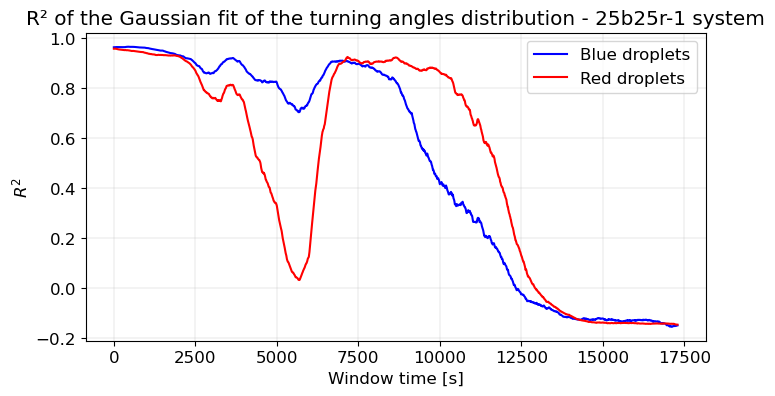 R² of the Gaussian fit of the turning angles distribution - 25b25r-1 system
1.0
0.8
0.6
0.4
0.2
0.0
−0.2
R²
Blue droplets
Red droplets
0 2500 5000 7500 10000 12500 15000 17500
Window time [s]